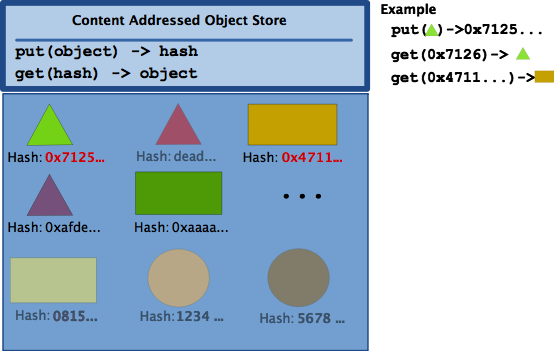 Content Addressed Object Store
put(object) -> hash
get(hash) -> object
Example
put( )->0x7125...
get(0x7126)->
get(0x4711...)->
Hash: 0x7125...
Hash: dead...
Hash: 0x4711...
Hash: 0xafde...
Hash: 0xaaaa...
...
Hash: 0815...
Hash: 1234 ...
Hash: 5678 ...